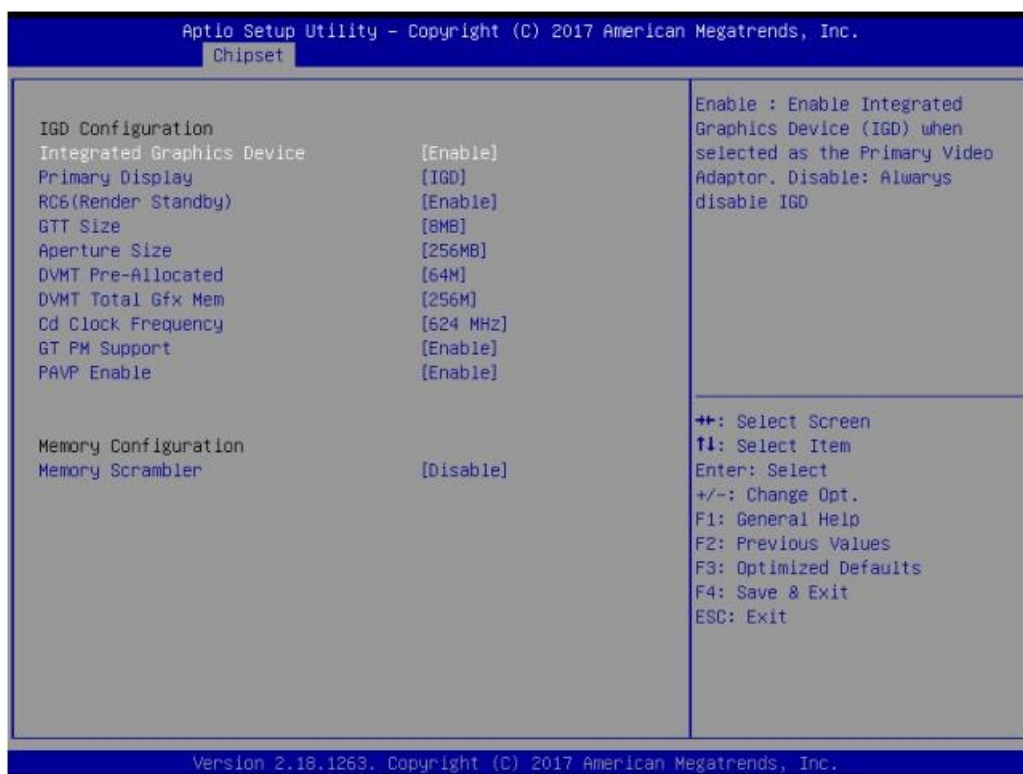 Aptio Setup Utility – Copyright (C) 2017 American Megatrends, Inc.
Chipset
IGD Configuration
Integrated Graphics Device [Enable]
Primary Display [IGD]
RC6(Render Standby) [Enable]
GTT Size [8MB]
Aperture Size [256MB]
DVMT Pre-Allocated [64M]
DVMT Total Gfx Mem [256M]
Cd Clock Frequency [624 MHz]
GT PM Support [Enable]
PAVP Enable [Enable]
Memory Configuration
Memory Scrambler [Disable]
Enable : Enable Integrated
Graphics Device (IGD) when
selected as the Primary Video
Adaptor. Disable: Alwarys
disable IGD
→←: Select Screen
↑↓: Select Item
Enter: Select
+/-: Change Opt.
F1: General Help
F2: Previous Values
F3: Optimized Defaults
F4: Save & Exit
ESC: Exit
Version 2.18.1263. Copyright (C) 2017 American Megatrends, Inc.